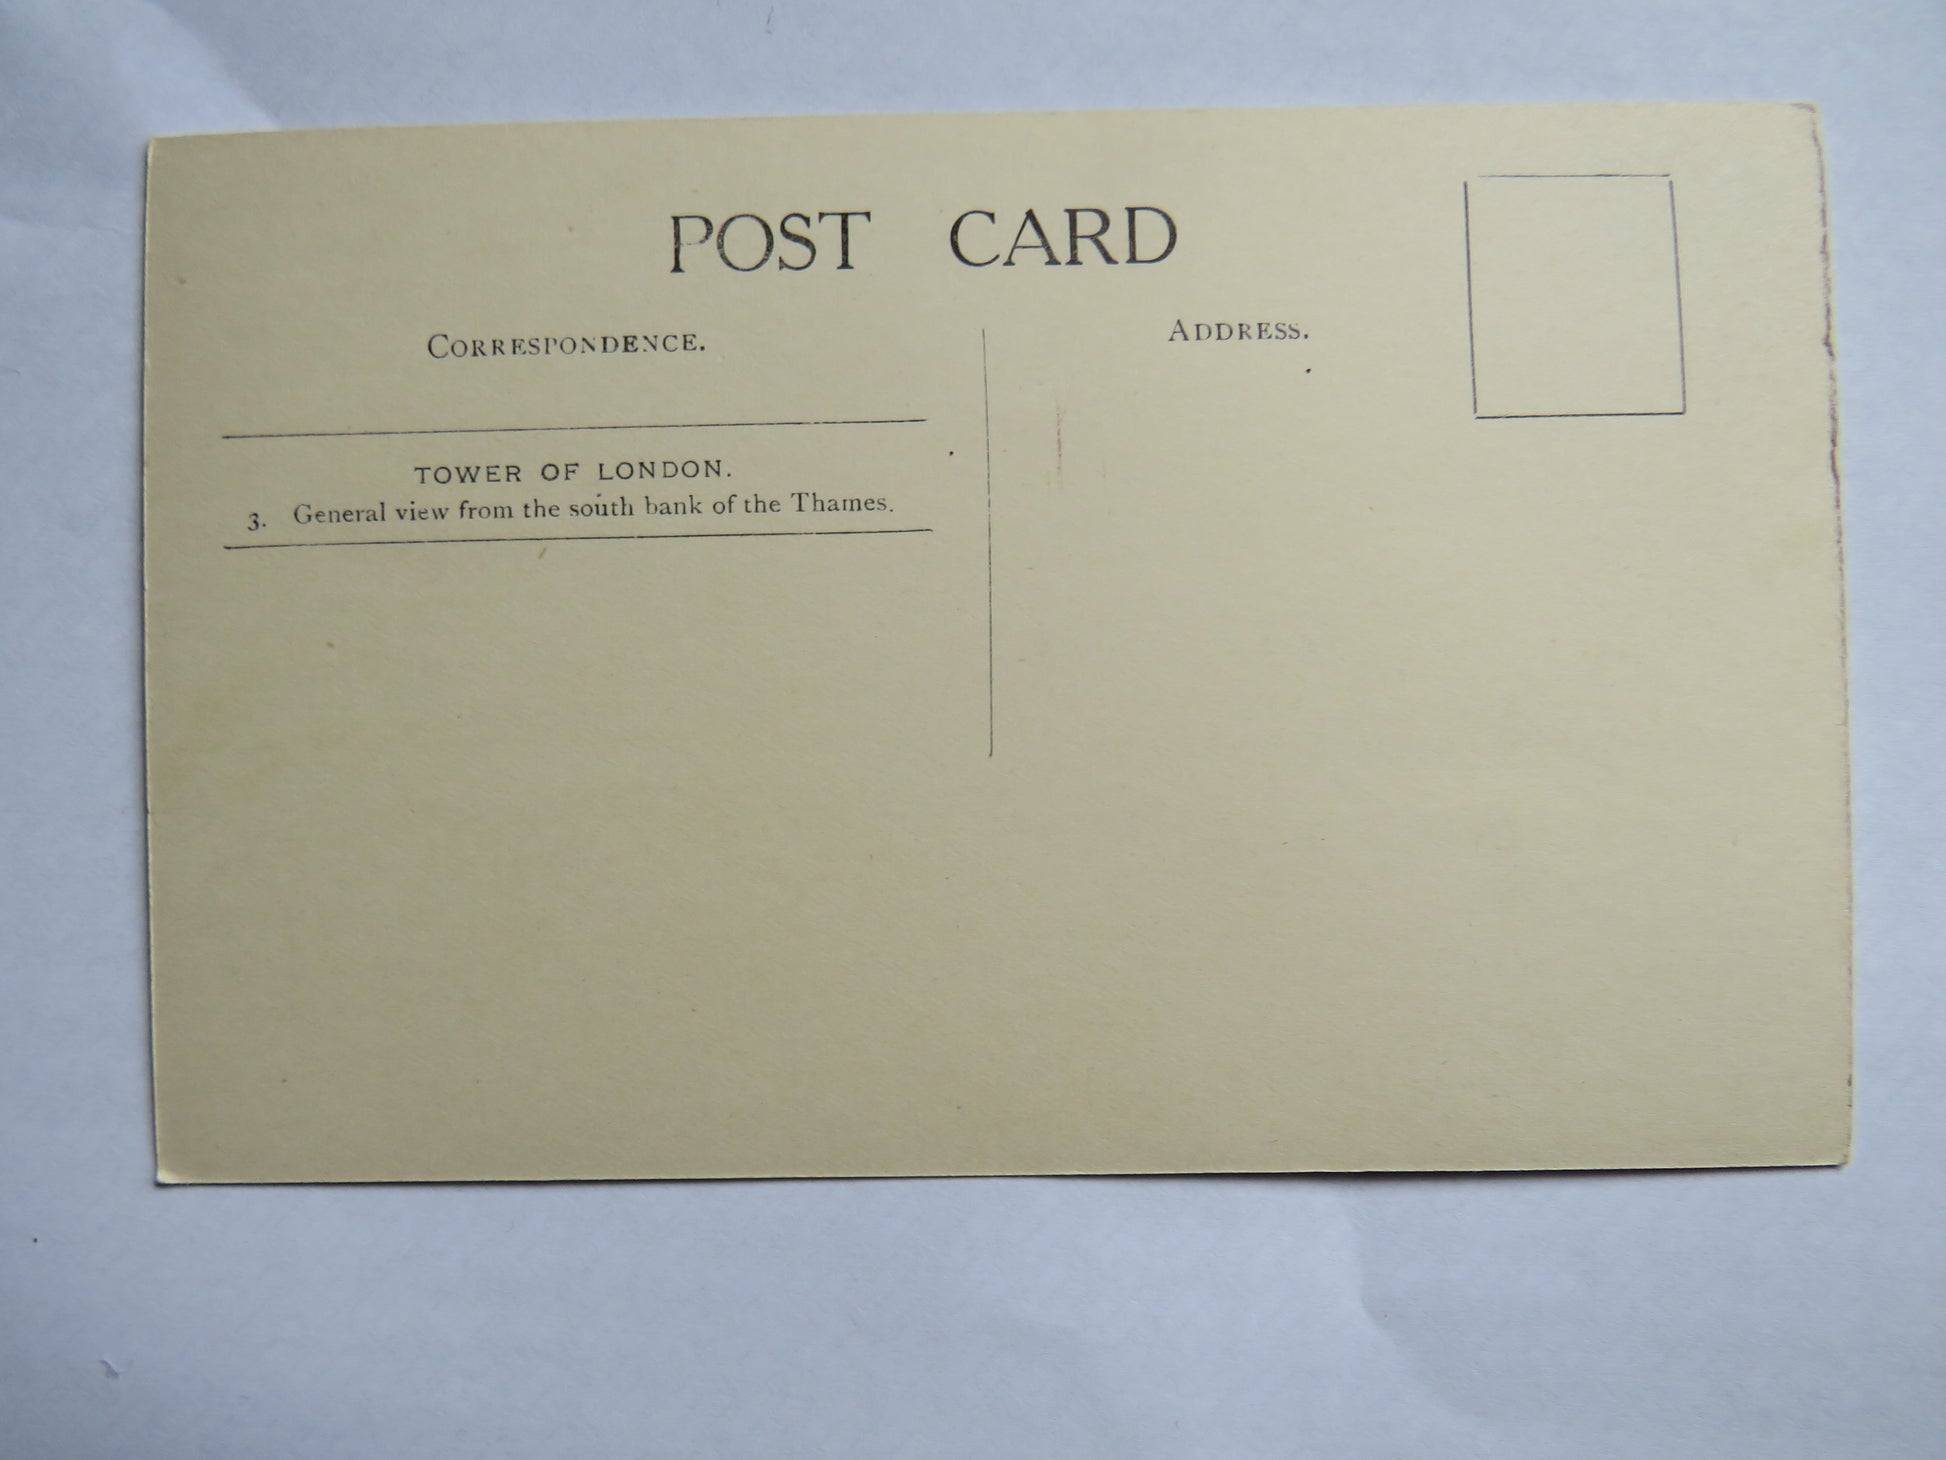 POST CARD
CORRESPONDENCE.
ADDRESS.
TOWER OF LONDON.
3. General view from the south bank of the Thames.